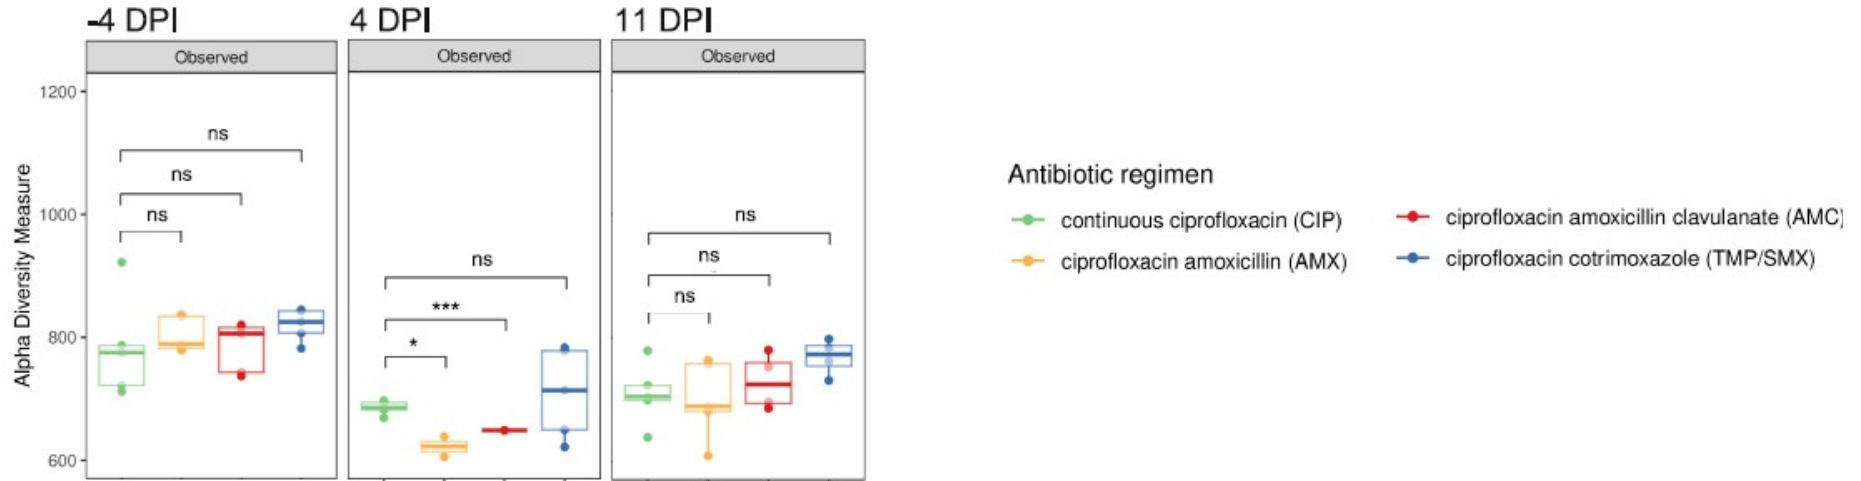 -4 DPI
4 DPI
11 DPI
Observed
Observed
Observed
Alpha Diversity Measure
1200
1000
800
600
ns
ns
ns
ns
***
*
ns
ns
ns
Antibiotic regimen
continuous ciprofloxacin (CIP)
ciprofloxacin amoxicillin (AMX)
ciprofloxacin amoxicillin clavulanate (AMC)
ciprofloxacin cotrimoxazole (TMP/SMX)